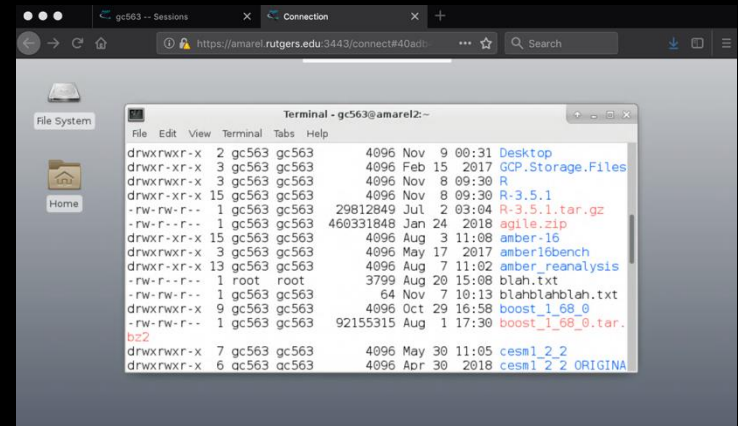 gc563 -- Sessions
Connection
https://amarel.rutgers.edu:3443/connect#40adb
Search
File System
Home
Terminal - gc563@amarel2:~
File Edit View Terminal Tabs Help
drwxrwxr-x 2 gc563 gc563 4096 Nov 9 00:31 Desktop
drwxr-xr-x 3 gc563 gc563 4096 Feb 15 2017 GCP.Storage.Files
drwxrwxr-x 3 gc563 gc563 4096 Nov 8 09:30 R
drwxr-xr-x 15 gc563 gc563 4096 Nov 8 09:30 R-3.5.1
-rw-rw-r-- 1 gc563 gc563 29812849 Jul 2 03:04 R-3.5.1.tar.gz
-rw-r--r-- 1 gc563 gc563 460331848 Jan 24 2018 agile.zip
drwxr-xr-x 15 gc563 gc563 4096 Aug 3 11:08 amber-16
drwxrwxr-x 3 gc563 gc563 4096 May 17 2017 amber16bench
drwxr-xr-x 13 gc563 gc563 4096 Aug 7 11:02 amber_reanalysis
-rw-r--r-- 1 root root 3799 Aug 20 15:08 blah.txt
-rw-rw-r-- 1 gc563 gc563 64 Nov 7 10:13 blahblahblah.txt
drwxrwxr-x 9 gc563 gc563 4096 Oct 29 16:58 boost_1_68_0
-rw-rw-r-- 1 gc563 gc563 92155315 Aug 1 17:30 boost_1_68_0.tar.
bz2
drwxrwxr-x 7 gc563 gc563 4096 May 30 11:05 cesm1_2_2
drwxrwxr-x 6 gc563 gc563 4096 Apr 30 2018 cesm1_2_2_ORIGINA